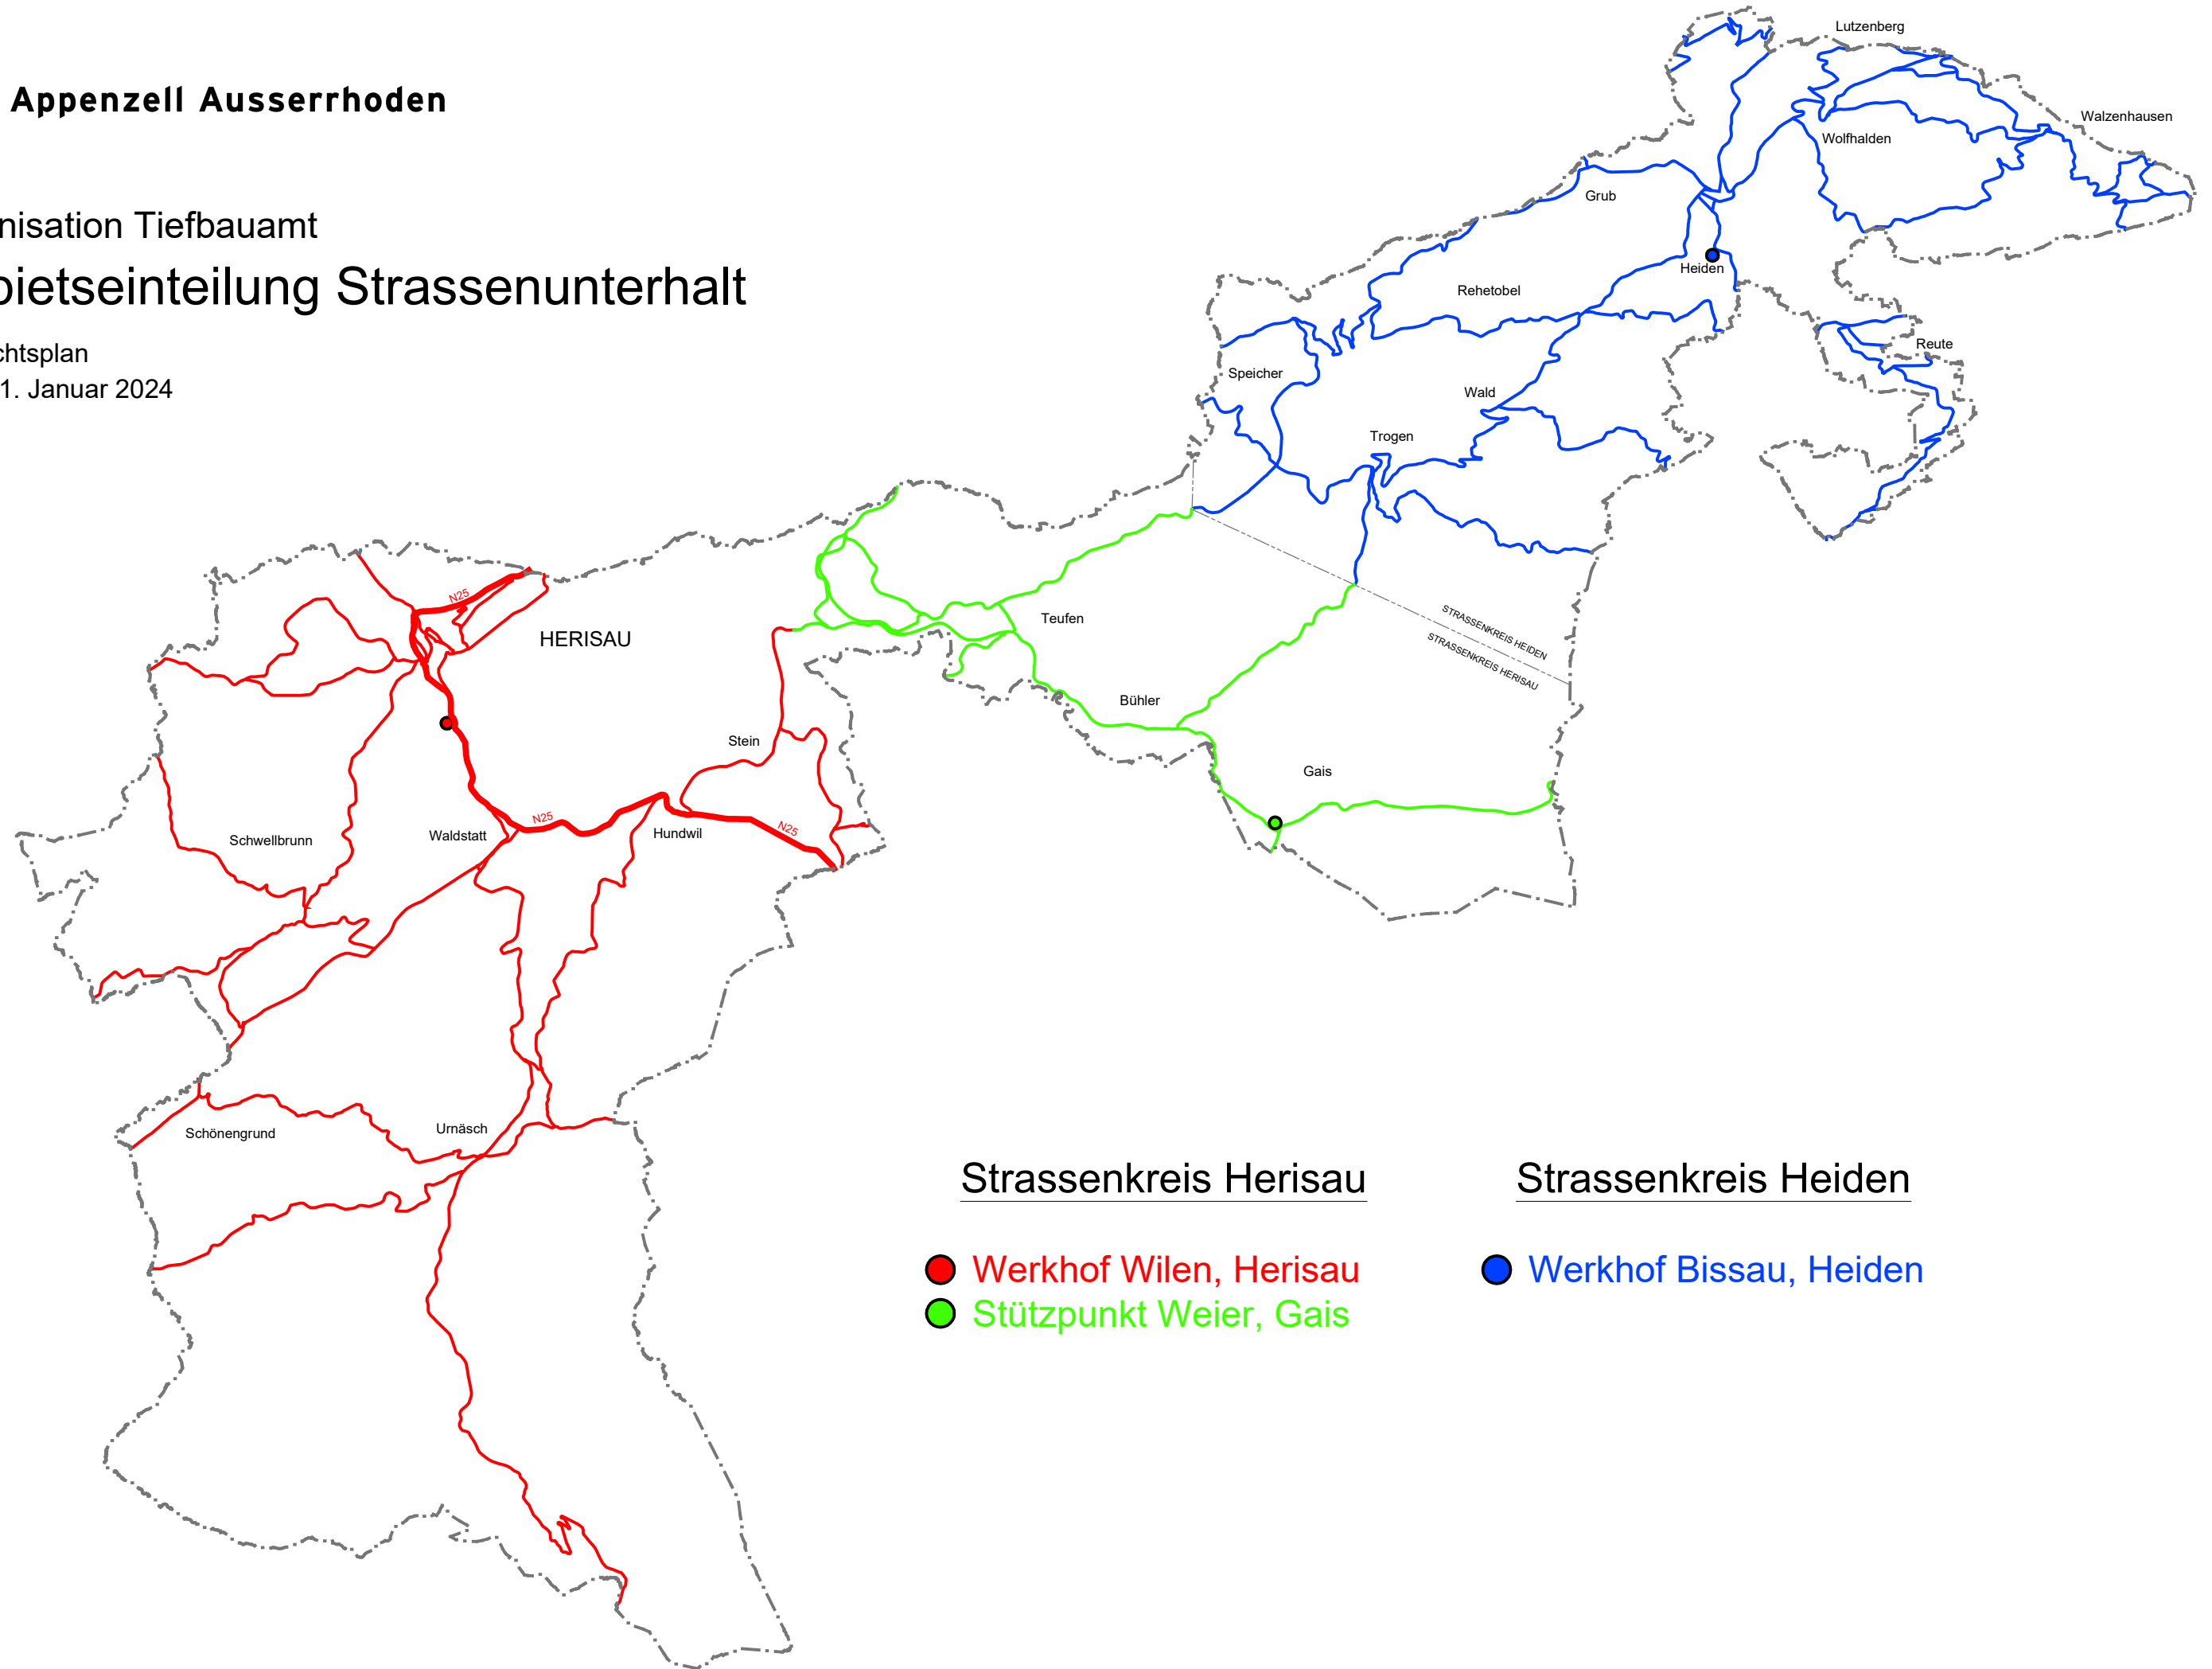 Appenzell Ausserrhoden
nisation Tiefbauamt
bietseinteilung Strassenunterhalt
chtsplan
1. Januar 2024
Lutzenberg
Walzenhausen
Wolfhalden
Grub
Heiden
Rehetobel
Reute
Speicher
Wald
Trogen
N25
HERISAU
Teufen
STRASSENKREIS HEIDEN
STRASSENKREIS HERISAU
Bühler
Stein
Gais
N25
N25
Schwellbrunn
Waldstatt
Hundwil
Schönengrund
Urnäsch
Strassenkreis Herisau
Werkhof Wilen, Herisau
Stützpunkt Weier, Gais
Strassenkreis Heiden
Werkhof Bissau, Heiden